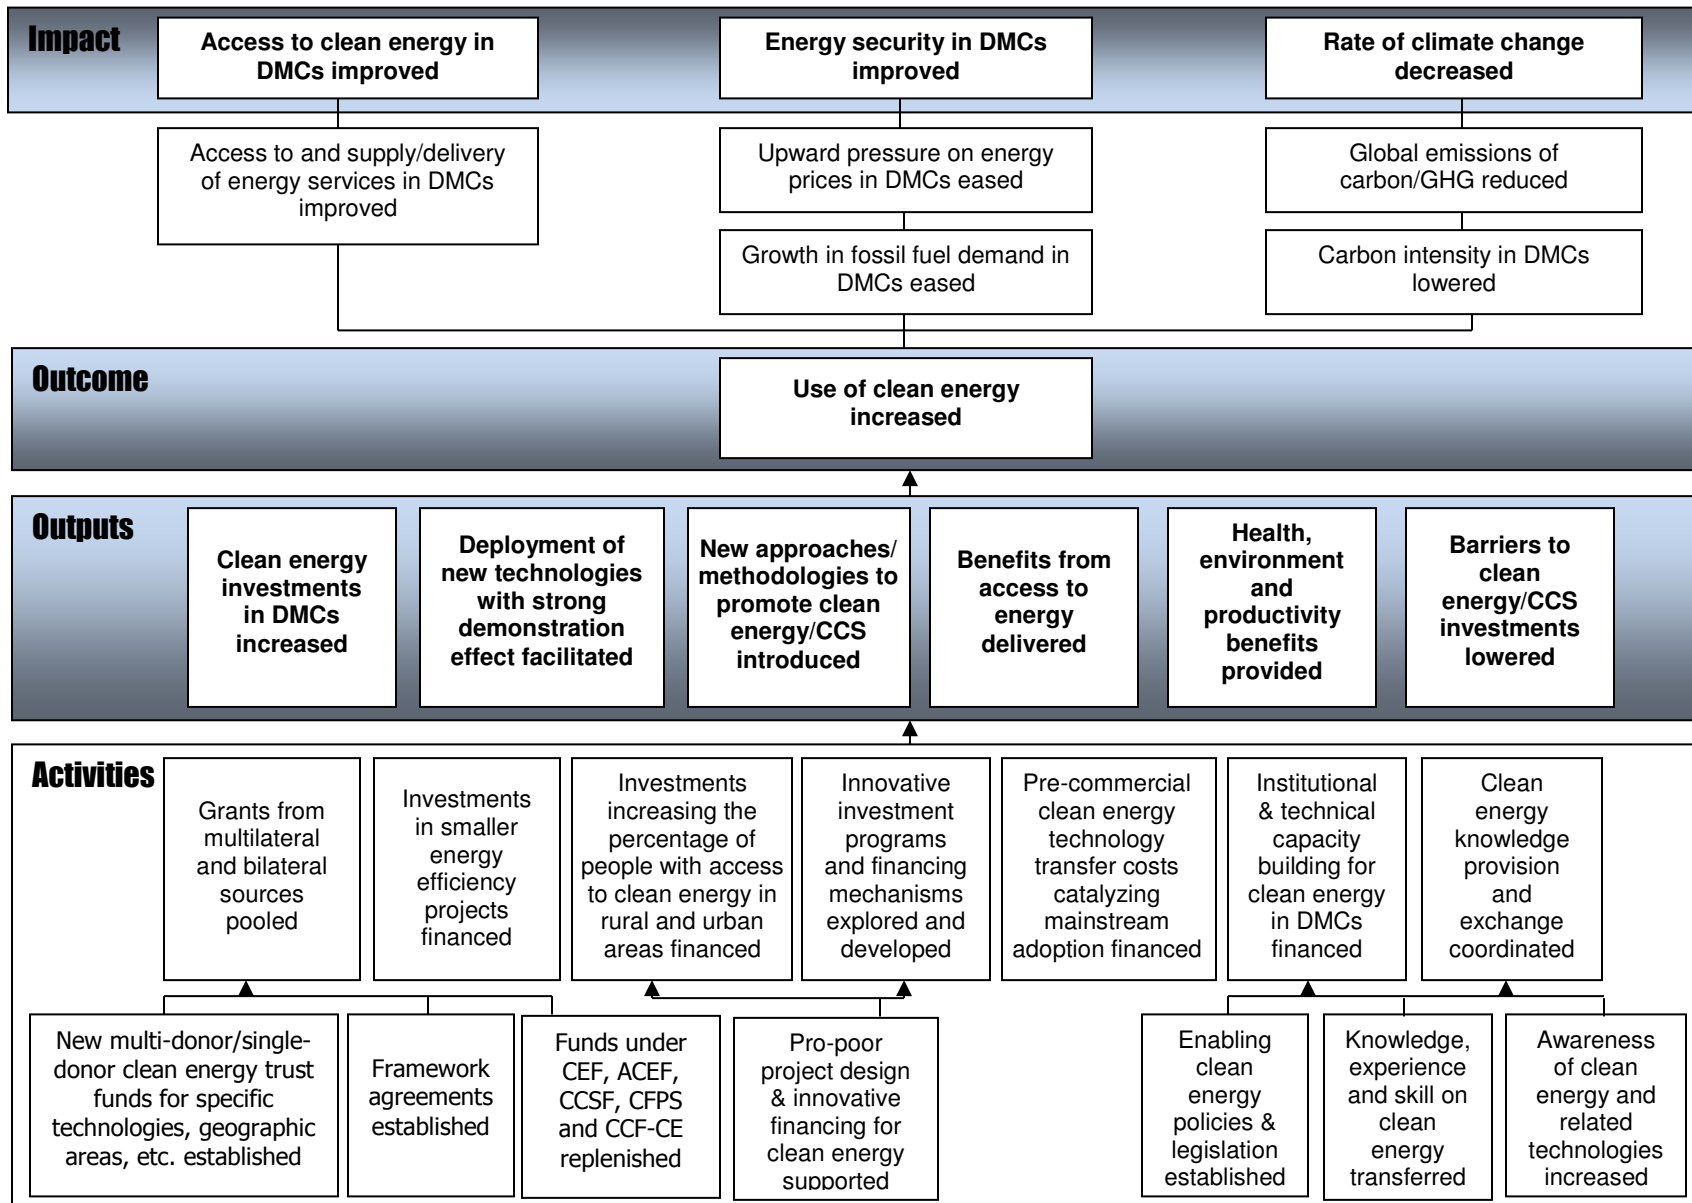 Impact
Access to clean energy in
DMCs improved
Energy security in DMCs
improved
Rate of climate change
decreased
Access to and supply/delivery
of energy services in DMCs
improved
Upward pressure on energy
prices in DMCs eased
Global emissions of
carbon/GHG reduced
Growth in fossil fuel demand in
DMCs eased
Carbon intensity in DMCs
lowered
Outcome
Use of clean energy
increased
Outputs
Clean energy
investments
in DMCs
increased
Deployment of
new technologies
with strong
demonstration
effect facilitated
New approaches/
methodologies to
promote clean
energy/CCS
introduced
Benefits from
access to
energy
delivered
Health,
environment
and
productivity
benefits
provided
Barriers to
clean
energy/CCS
investments
lowered
Activities
Grants from
multilateral
and bilateral
sources
pooled
Investments
in smaller
energy
efficiency
projects
financed
Investments
increasing the
percentage of
people with access
to clean energy in
rural and urban
areas financed
Innovative
investment
programs
and financing
mechanisms
explored and
developed
Pre-commercial
clean energy
technology
transfer costs
catalyzing
mainstream
adoption financed
Institutional
& technical
capacity
building for
clean energy
in DMCs
financed
Clean
energy
knowledge
provision
and
exchange
coordinated
New multi-donor/single-
donor clean energy trust
funds for specific
technologies, geographic
areas, etc. established
Framework
agreements
established
Funds under
CEF, ACEF,
CCSF, CFPS
and CCF-CE
replenished
Pro-poor
project design
& innovative
financing for
clean energy
supported
Enabling
clean
energy
policies &
legislation
established
Knowledge,
experience
and skill on
clean
energy
transferred
Awareness
of clean
energy and
related
technologies
increased